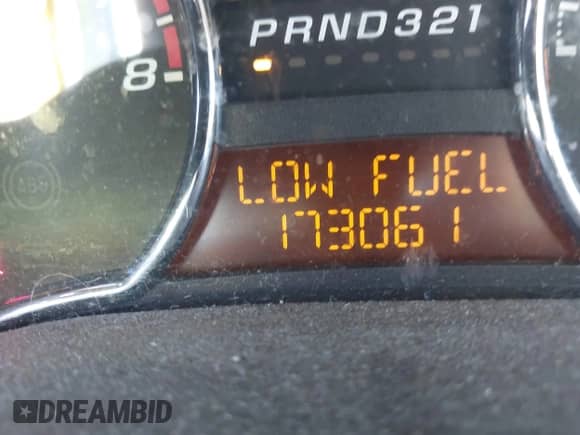 PRND321
8
LOW FUEL
173061
DREAMBID